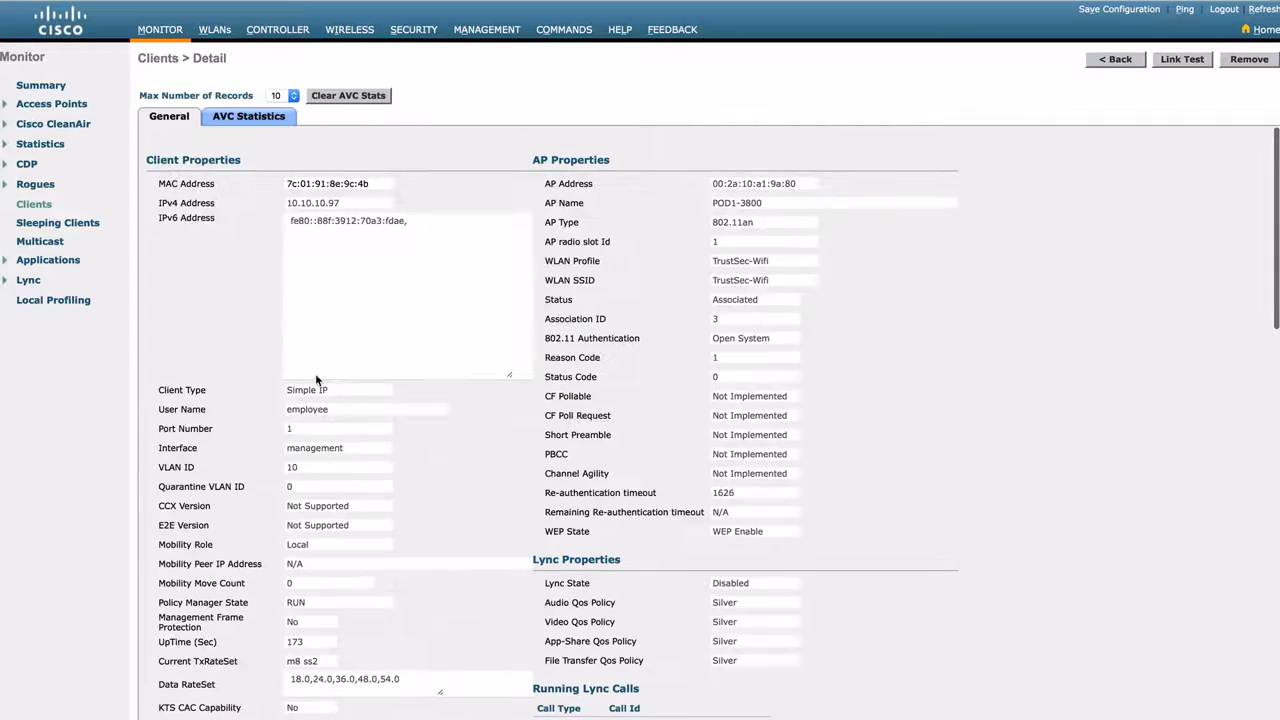 Save Configuration | Ping | Logout | Refresh
CISCO
MONITOR WLANs CONTROLLER WIRELESS SECURITY MANAGEMENT COMMANDS HELP FEEDBACK Home
Monitor
Summary
Access Points
Cisco CleanAir
Statistics
CDP
Rogues
Clients
Sleeping Clients
Multicast
Applications
Lync
Local Profiling
Clients > Detail
< Back Link Test Remove
Max Number of Records 10 Clear AVC Stats
General AVC Statistics
Client Properties
MAC Address 7c:01:91:8e:9c:4b
IPv4 Address 10.10.10.97
IPv6 Address fe80::88f:3912:70a3:fdae,
Client Type Simple IP
User Name employee
Port Number 1
Interface management
VLAN ID 10
Quarantine VLAN ID 0
CCX Version Not Supported
E2E Version Not Supported
Mobility Role Local
Mobility Peer IP Address N/A
Mobility Move Count 0
Policy Manager State RUN
Management Frame
Protection No
UpTime (Sec) 173
Current TxRateSet m8 ss2
Data RateSet 18.0,24.0,36.0,48.0,54.0
KTS CAC Capability No
AP Properties
AP Address 00:2a:10:a1:9a:80
AP Name POD1-3800
AP Type 802.11an
AP radio slot Id 1
WLAN Profile TrustSec-Wifi
WLAN SSID TrustSec-Wifi
Status Associated
Association ID 3
802.11 Authentication Open System
Reason Code 1
Status Code 0
CF Pollable Not Implemented
CF Poll Request Not Implemented
Short Preamble Not Implemented
PBCC Not Implemented
Channel Agility Not Implemented
Re-authentication timeout 1626
Remaining Re-authentication timeout N/A
WEP State WEP Enable
Lync Properties
Lync State Disabled
Audio Qos Policy Silver
Video Qos Policy Silver
App-Share Qos Policy Silver
File Transfer QoS Policy Silver
Running Lync Calls
Call Type Call Id